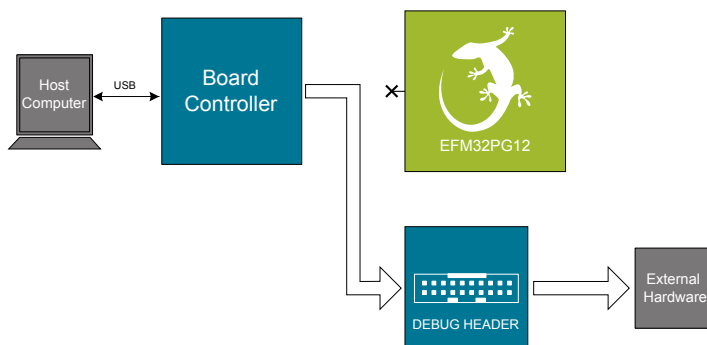 Host
Computer
USB
Board
Controller
EFM32PG12
DEBUG HEADER
External
Hardware